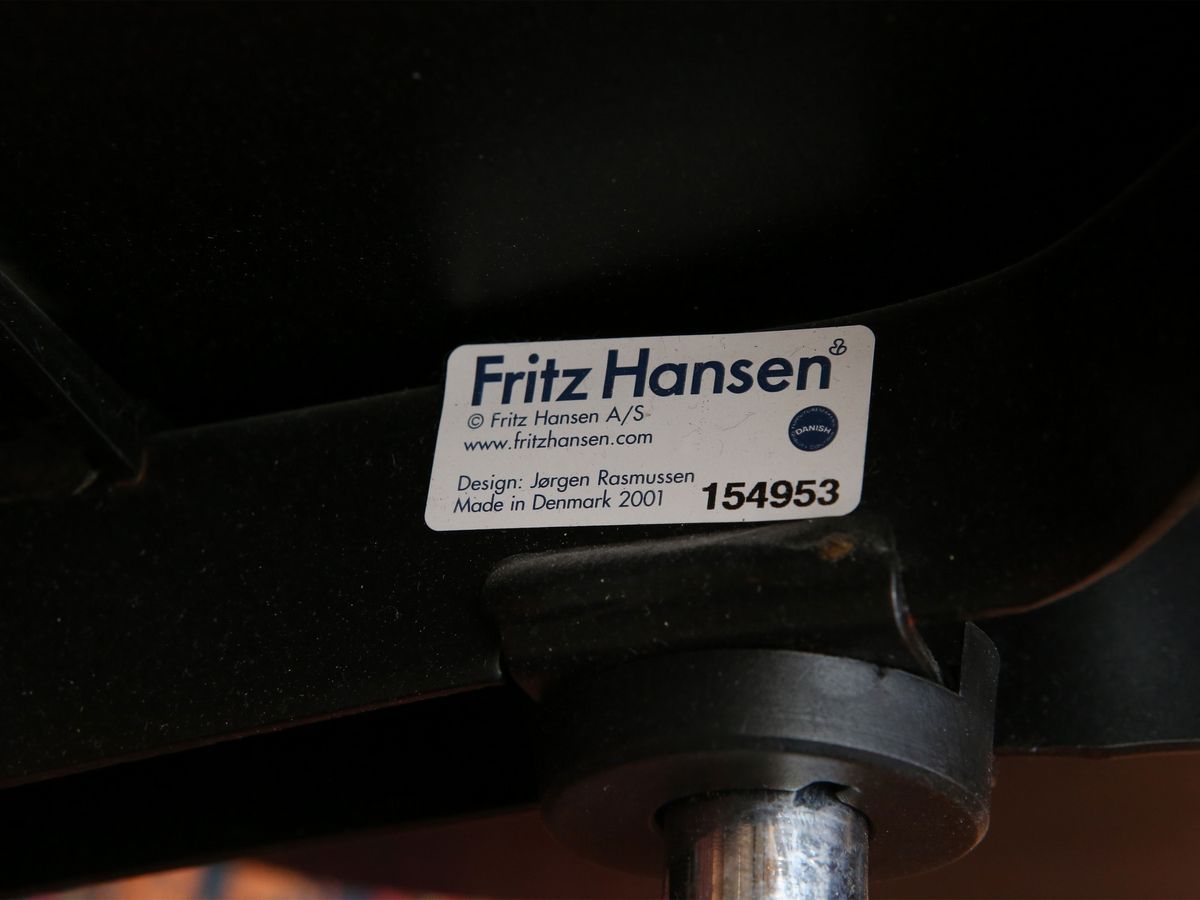 Fritz Hansen
© Fritz Hansen A/S
www.fritzhansen.com
DANISH
Design: Jørgen Rasmussen
Made in Denmark 2001
154953